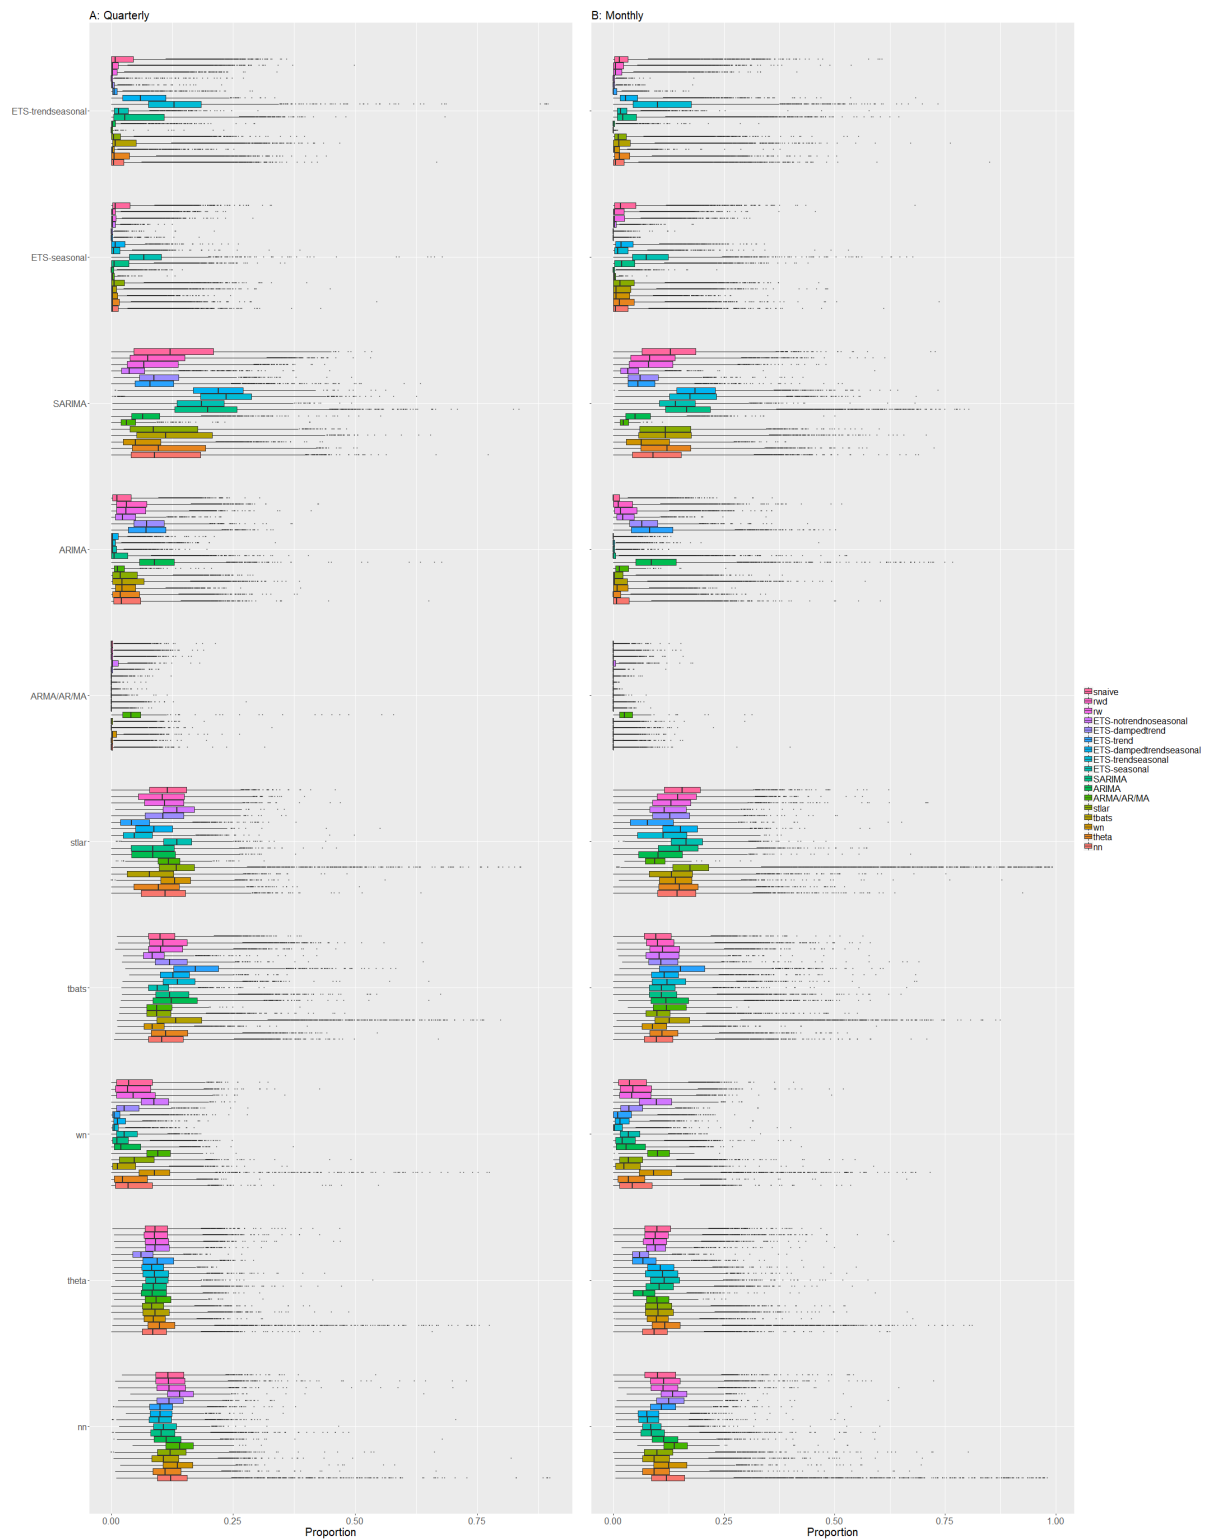 A: Quarterly
B: Monthly
ETS-trendseasonal
ETS-seasonal
SARIMA
ARIMA
ARMA/AR/MA
stlar
tbats
wn
theta
nn
0.00 0.25 0.50 0.75
Proportion
0.00 0.25 0.50 0.75 1.00
Proportion
snaive
rwd
rw
ETS-notrendnoseasonal
ETS-dampedtrend
ETS-trend
ETS-dampedtrendseasonal
ETS-trendseasonal
ETS-seasonal
SARIMA
ARIMA
ARMA/AR/MA
stlar
tbats
wn
theta
nn